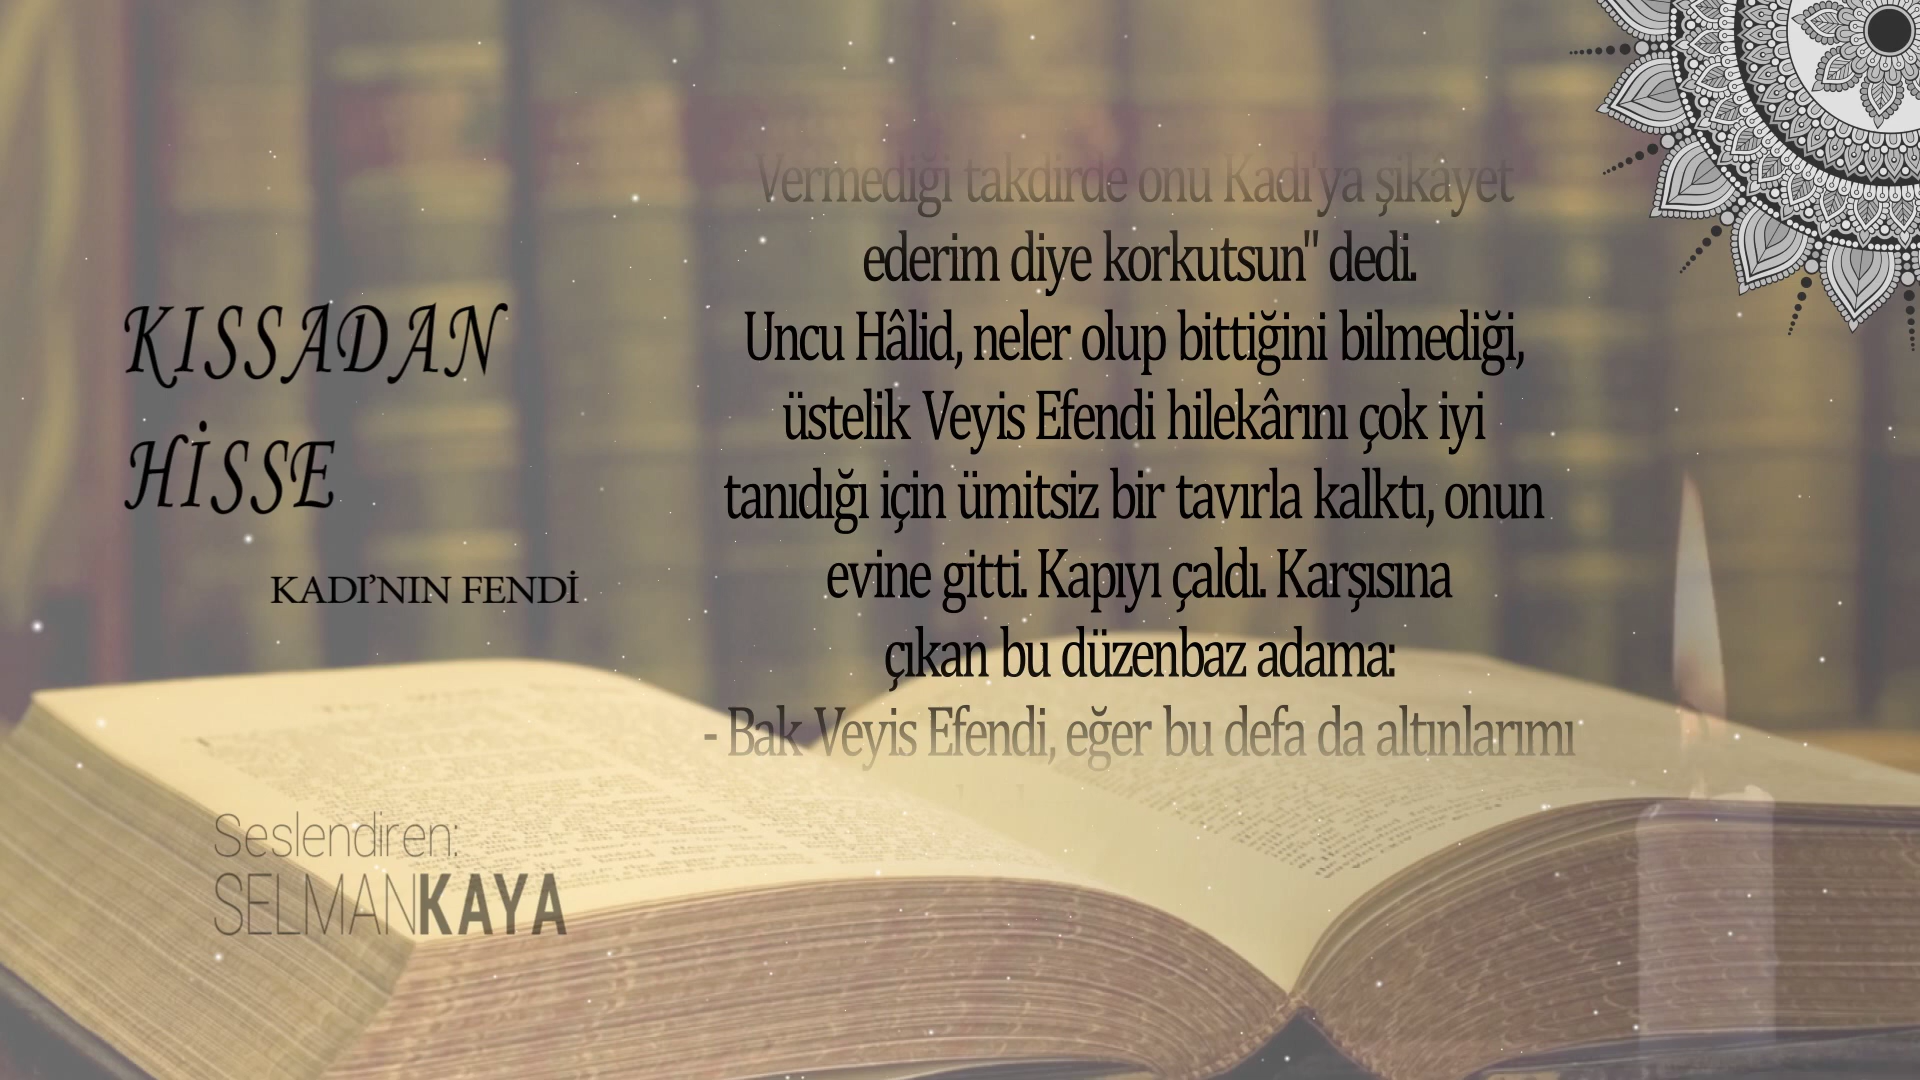 KISSADAN
HİSSE
KADI’NIN FENDİ
Vermediği takdirde onu Kadı'ya şikâyet
ederim diye korkutsun" dedi.
Uncu Hâlid, neler olup bittiğini bilmediği,
üstelik Veyis Efendi hilekârını çok iyi
tanıdığı için ümitsiz bir tavırla kalktı, onun
evine gitti. Kapıyı çaldı. Karşısına
çıkan bu düzenbaz adama:
- Bak Veyis Efendi, eğer bu defa da altınlarımı
Seslendiren:
SELMANKAYA